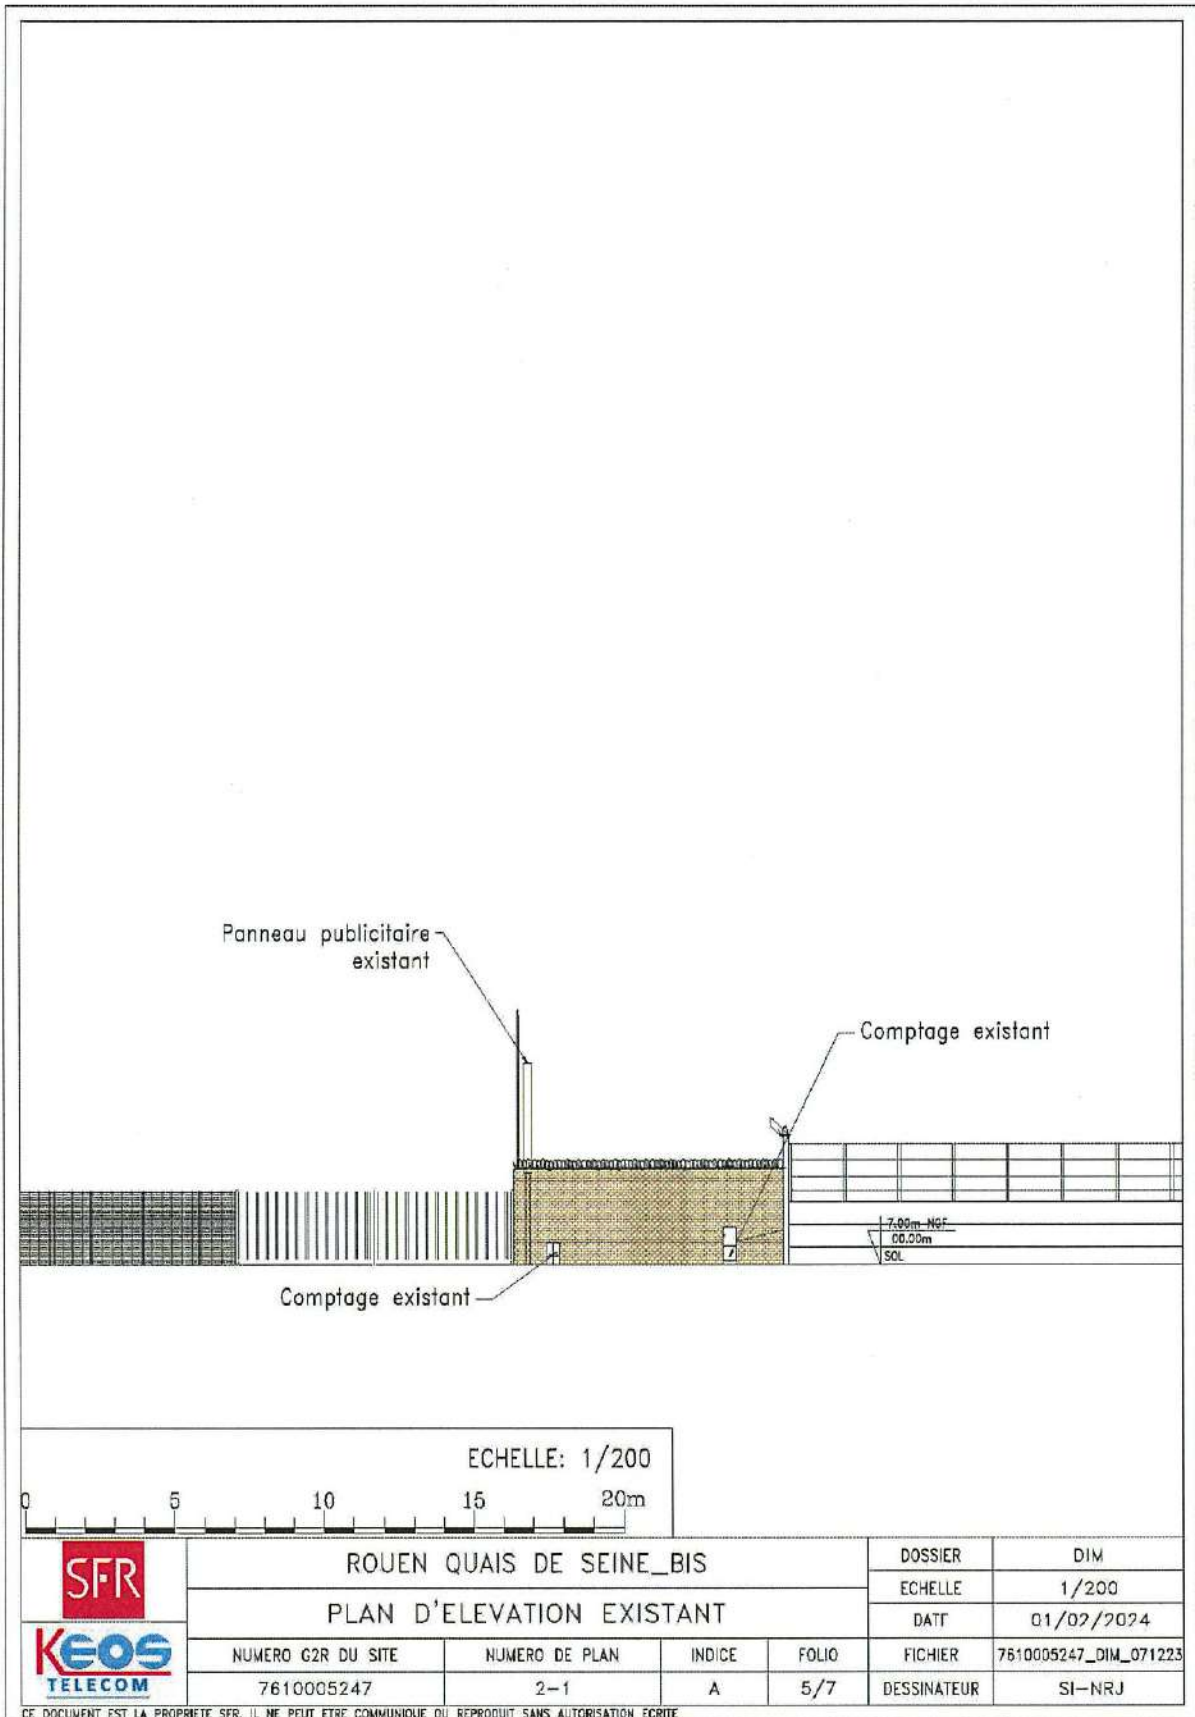 Panneau publicitaire
existant
Comptage existant
7.00m NGF
00.00m
SOL
Comptage existant
ECHELLE: 1/200
0 5 10 15 20m
SFR
KEOS
TELECOM
ROUEN QUAIS DE SEINE_BIS
PLAN D'ELEVATION EXISTANT
NUMERO G2R DU SITE NUMERO DE PLAN INDICE FOLIO
7610005247 2-1 A 5/7
DOSSIER DIM
ECHELLE 1/200
DATE 01/02/2024
FICHIER 7610005247_DIM_071223
DESSINATEUR SI-NRJ
CE DOCUMENT EST LA PROPRIETE SFR. IL NE PEUT ETRE COMMUNIQUE OU REPRODUIT SANS AUTORISATION ECRITE